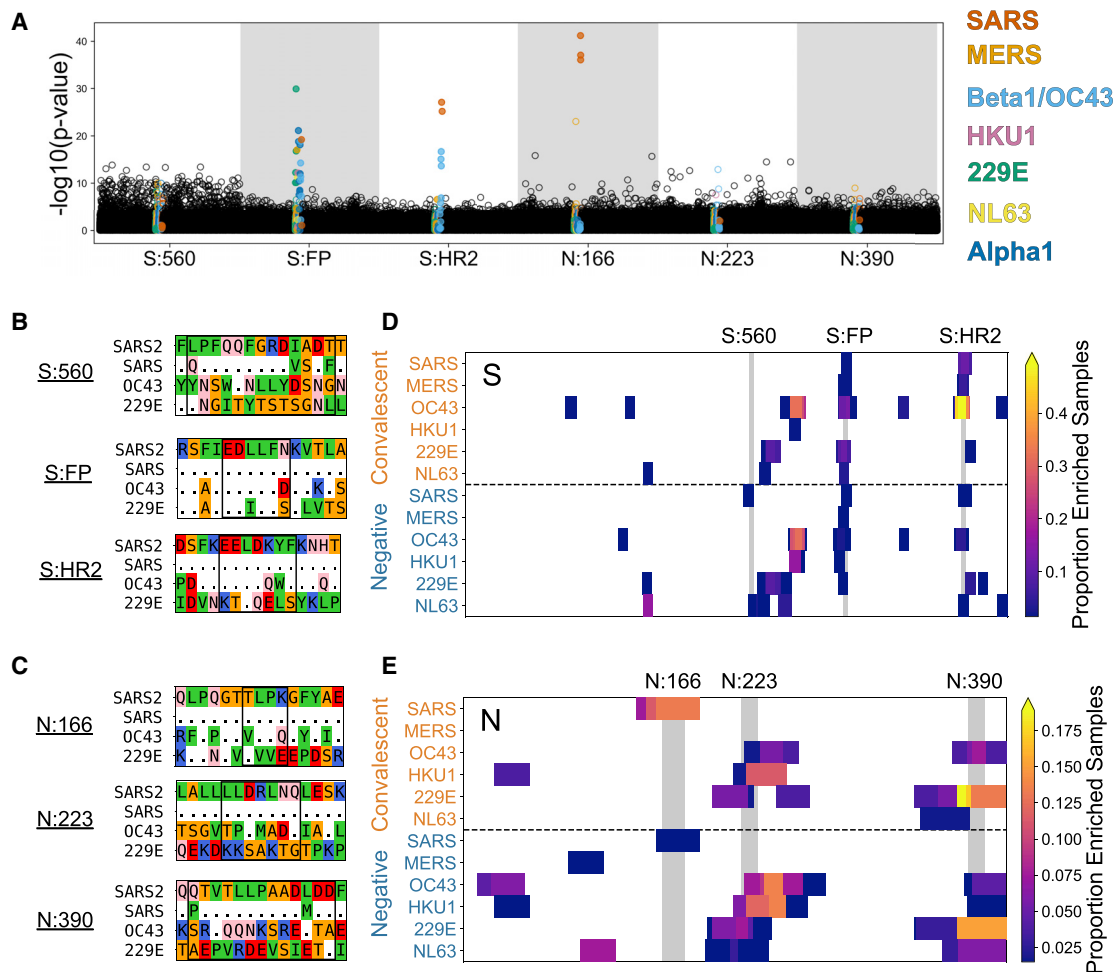 A
-log10(p-value)
40
30
20
10
0
S:560 S:FP S:HR2 N:166 N:223 N:390
SARS
MERS
Beta1/OC43
HKU1
229E
NL63
Alpha1
B
S:560
SARS2 FLPFQQFGRDIADTT
SARS .Q........VS.F.
OC43 YYNSW.NLLYDSNGN
229E ..NGITYTSTSGNLL
S:FP
SARS2 RSFIEDLLFNKVTLA
SARS ...............
OC43 ..A......D..K.S
229E ..A...I..S.LVTS
S:HR2
SARS2 DSFKEELDKYFKNHT
SARS ...............
OC43 PD......QW...Q.
229E IDVNKT.QELSYKLP
C
N:166
SARS2 QLPQGTTLPKGFYAE
SARS ...............
OC43 RF.P..V..Q.Y.I.
229E K..N.V.VVEEPDSR
N:223
SARS2 LALLLLDRLNQLESK
SARS ...............
OC43 TSGVTP.MAD.IA.L
229E QEKDKKSAKTGTPKP
N:390
SARS2 QQTVTLLPAADLDDF
SARS .P.........M...
OC43 KSR.QQNKSRE.TAE
229E TAEPVRDEVSIET.I
D
S:560 S:FP S:HR2
S
Convalescent
SARS
MERS
OC43
HKU1
229E
NL63
Negative
SARS
MERS
OC43
HKU1
229E
NL63
0.4
0.3
0.2
0.1
Proportion Enriched Samples
E
N:166 N:223 N:390
N
Convalescent
SARS
MERS
OC43
HKU1
229E
NL63
Negative
SARS
MERS
OC43
HKU1
229E
NL63
0.175
0.150
0.125
0.100
0.075
0.050
0.025
Proportion Enriched Samples